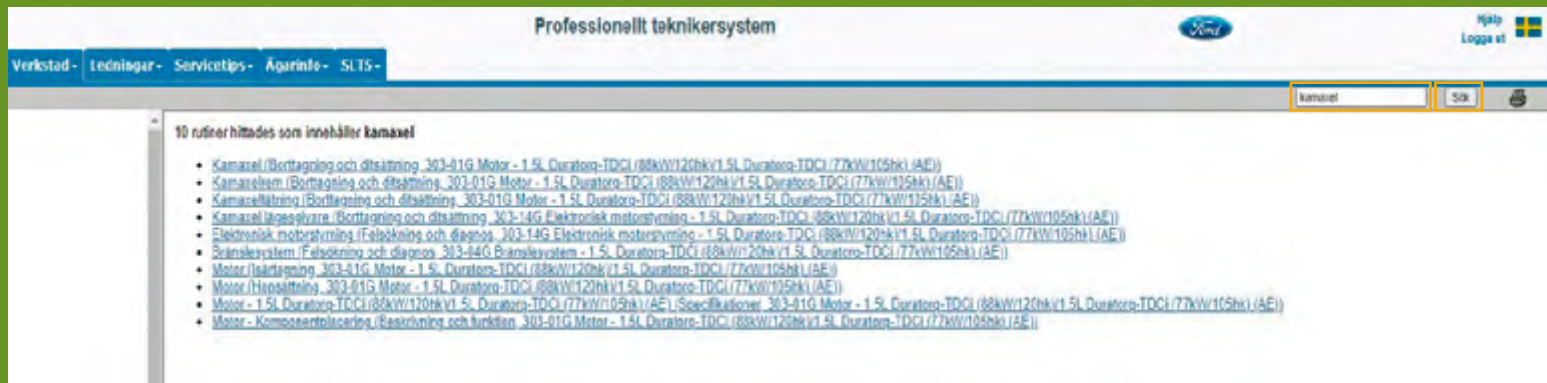 Professionellt teknikersystem
Ford
Hjälp
Logga ut
Verkstad- Ledningar- Servicetips- Ägarinfo- SLTS-
kamaxel Sök
10 rutiner hittades som innehåller kamaxel
Kamaxel (Borttagning och ditsättning, 303-01G Motor - 1.5L Duratorq-TDCi (88kW/120hk)/1.5L Duratorq-TDCi (77kW/105hk) (AE))
Kamaxelrem (Borttagning och ditsättning, 303-01G Motor - 1.5L Duratorq-TDCi (88kW/120hk)/1.5L Duratorq-TDCi (77kW/105hk) (AE))
Kamaxeltätning (Borttagning och ditsättning, 303-01G Motor - 1.5L Duratorq-TDCi (88kW/120hk)/1.5L Duratorq-TDCi (77kW/105hk) (AE))
Kamaxel lägesgivare (Borttagning och ditsättning, 303-14G Elektronisk motorstyrning - 1.5L Duratorq-TDCi (88kW/120hk)/1.5L Duratorq-TDCi (77kW/105hk) (AE))
Elektronisk motorstyrning (Felsökning och diagnos, 303-14G Elektronisk motorstyrning - 1.5L Duratorq-TDCi (88kW/120hk)/1.5L Duratorq-TDCi (77kW/105hk) (AE))
Bränslesystem (Felsökning och diagnos, 303-04G Bränslesystem - 1.5L Duratorq-TDCi (88kW/120hk)/1.5L Duratorq-TDCi (77kW/105hk) (AE))
Motor (Isärtagning, 303-01G Motor - 1.5L Duratorq-TDCi (88kW/120hk)/1.5L Duratorq-TDCi (77kW/105hk) (AE))
Motor (Hopsättning, 303-01G Motor - 1.5L Duratorq-TDCi (88kW/120hk)/1.5L Duratorq-TDCi (77kW/105hk) (AE))
Motor - 1.5L Duratorq-TDCi (88kW/120hk)/1.5L Duratorq-TDCi (77kW/105hk) (AE) (Specifikationer, 303-01G Motor - 1.5L Duratorq-TDCi (88kW/120hk)/1.5L Duratorq-TDCi (77kW/105hk) (AE))
Motor - Komponentplacering (Beskrivning och funktion, 303-01G Motor - 1.5L Duratorq-TDCi (88kW/120hk)/1.5L Duratorq-TDCi (77kW/105hk) (AE))